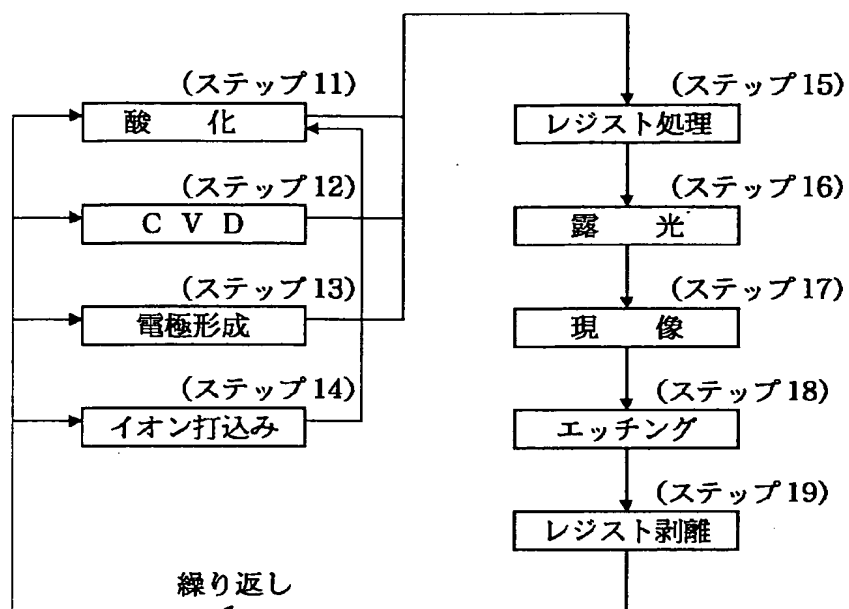 （ステップ11）
酸　　化
（ステップ12）
Ｃ Ｖ Ｄ
（ステップ13）
電極形成
（ステップ14）
イオン打込み
（ステップ15）
レジスト処理
（ステップ16）
露　　光
（ステップ17）
現　　像
（ステップ18）
エッチング
（ステップ19）
レジスト剥離
繰り返し